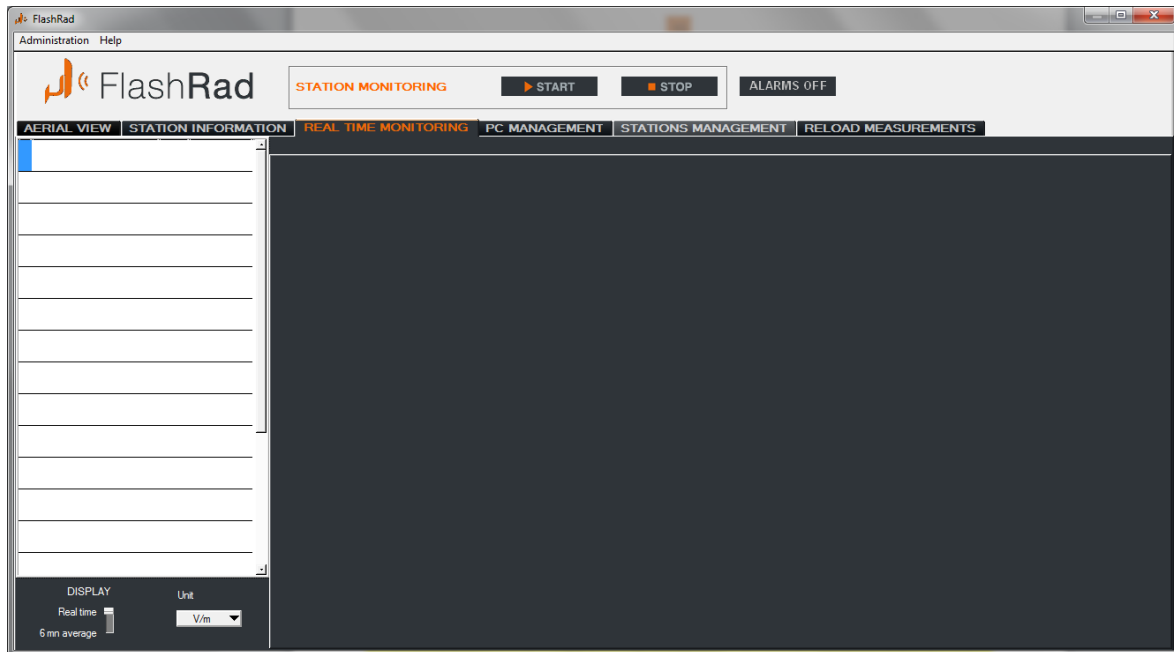 FlashRad
Administration Help
FlashRad
STATION MONITORING START STOP ALARMS OFF
AERIAL VIEW STATION INFORMATION REAL TIME MONITORING PC MANAGEMENT STATIONS MANAGEMENT RELOAD MEASUREMENTS
DISPLAY Unit
Real time
V/m
6 mn average